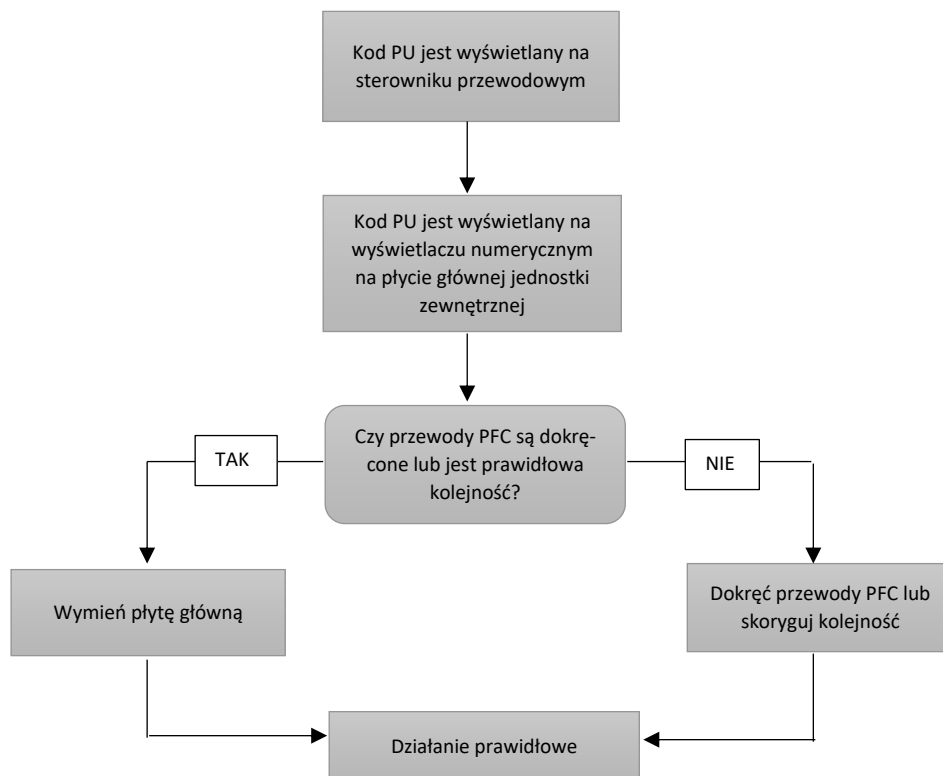 Kod PU jest wyświetlany na
sterowniku przewodowym
Kod PU jest wyświetlany na
wyświetlaczu numerycznym
na płycie głównej jednostki
zewnętrznej
Czy przewody PFC są dokrę-
cone lub jest prawidłowa
kolejność?
TAK
NIE
Wymień płytę główną
Dokręć przewody PFC lub
skoryguj kolejność
Działanie prawidłowe